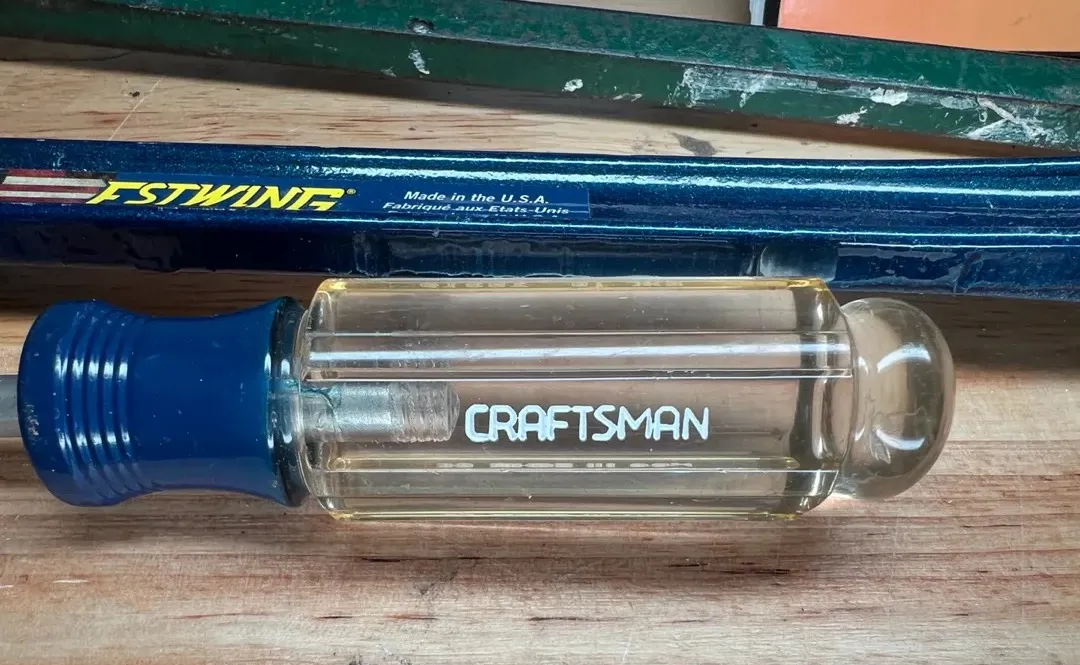 ESTWING®
Made in the U.S.A.
Fabriqué aux Etats-Unis
CRAFTSMAN